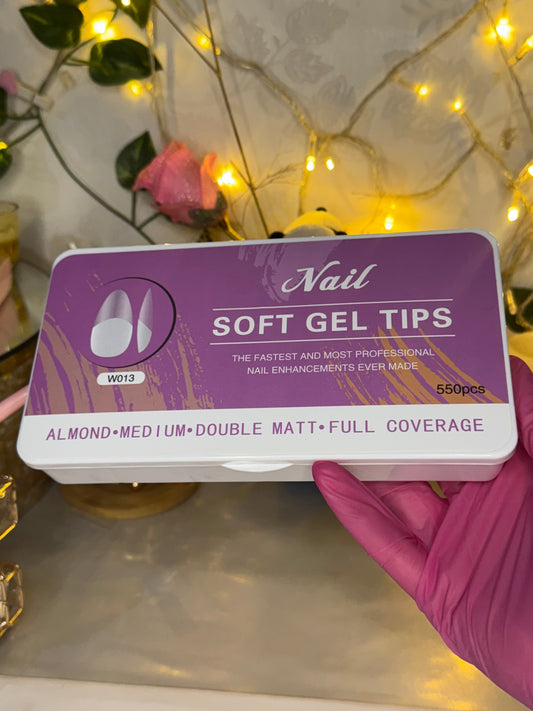 Nail
SOFT GEL TIPS
THE FASTEST AND MOST PROFESSIONAL
NAIL ENHANCEMENTS EVER MADE
W013
550pcs
ALMOND•MEDIUM•DOUBLE MATT•FULL COVERAGE